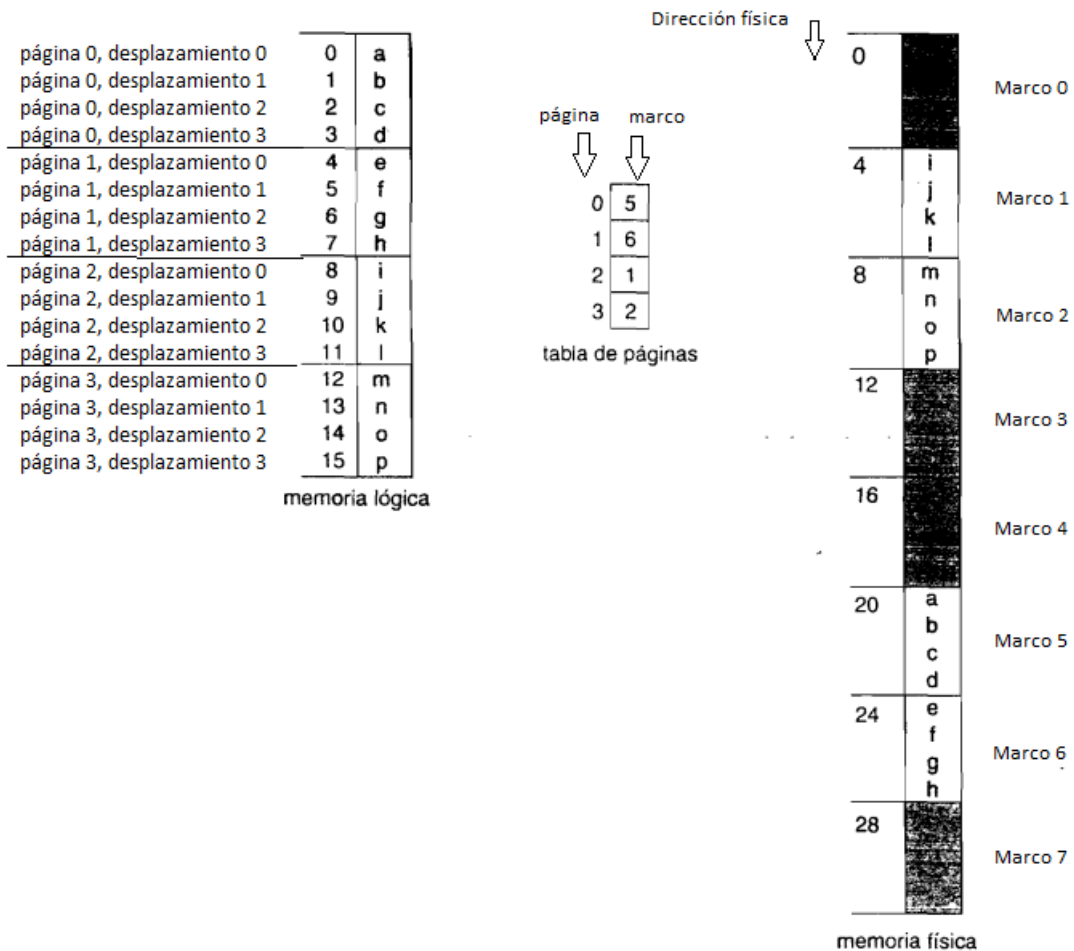 Dirección física
página 0, desplazamiento 0 0 a
página 0, desplazamiento 1 1 b
página 0, desplazamiento 2 2 c
página 0, desplazamiento 3 3 d
página 1, desplazamiento 0 4 e
página 1, desplazamiento 1 5 f
página 1, desplazamiento 2 6 g
página 1, desplazamiento 3 7 h
página 2, desplazamiento 0 8 i
página 2, desplazamiento 1 9 j
página 2, desplazamiento 2 10 k
página 2, desplazamiento 3 11 l
página 3, desplazamiento 0 12 m
página 3, desplazamiento 1 13 n
página 3, desplazamiento 2 14 o
página 3, desplazamiento 3 15 p
memoria lógica
página marco
0 5
1 6
2 1
3 2
tabla de páginas
0
Marco 0
4 i
j
Marco 1
k
l
8 m
n
Marco 2
o
p
12
Marco 3
16
Marco 4
20 a
b
Marco 5
c
d
24 e
f
Marco 6
g
h
28
Marco 7
memoria física